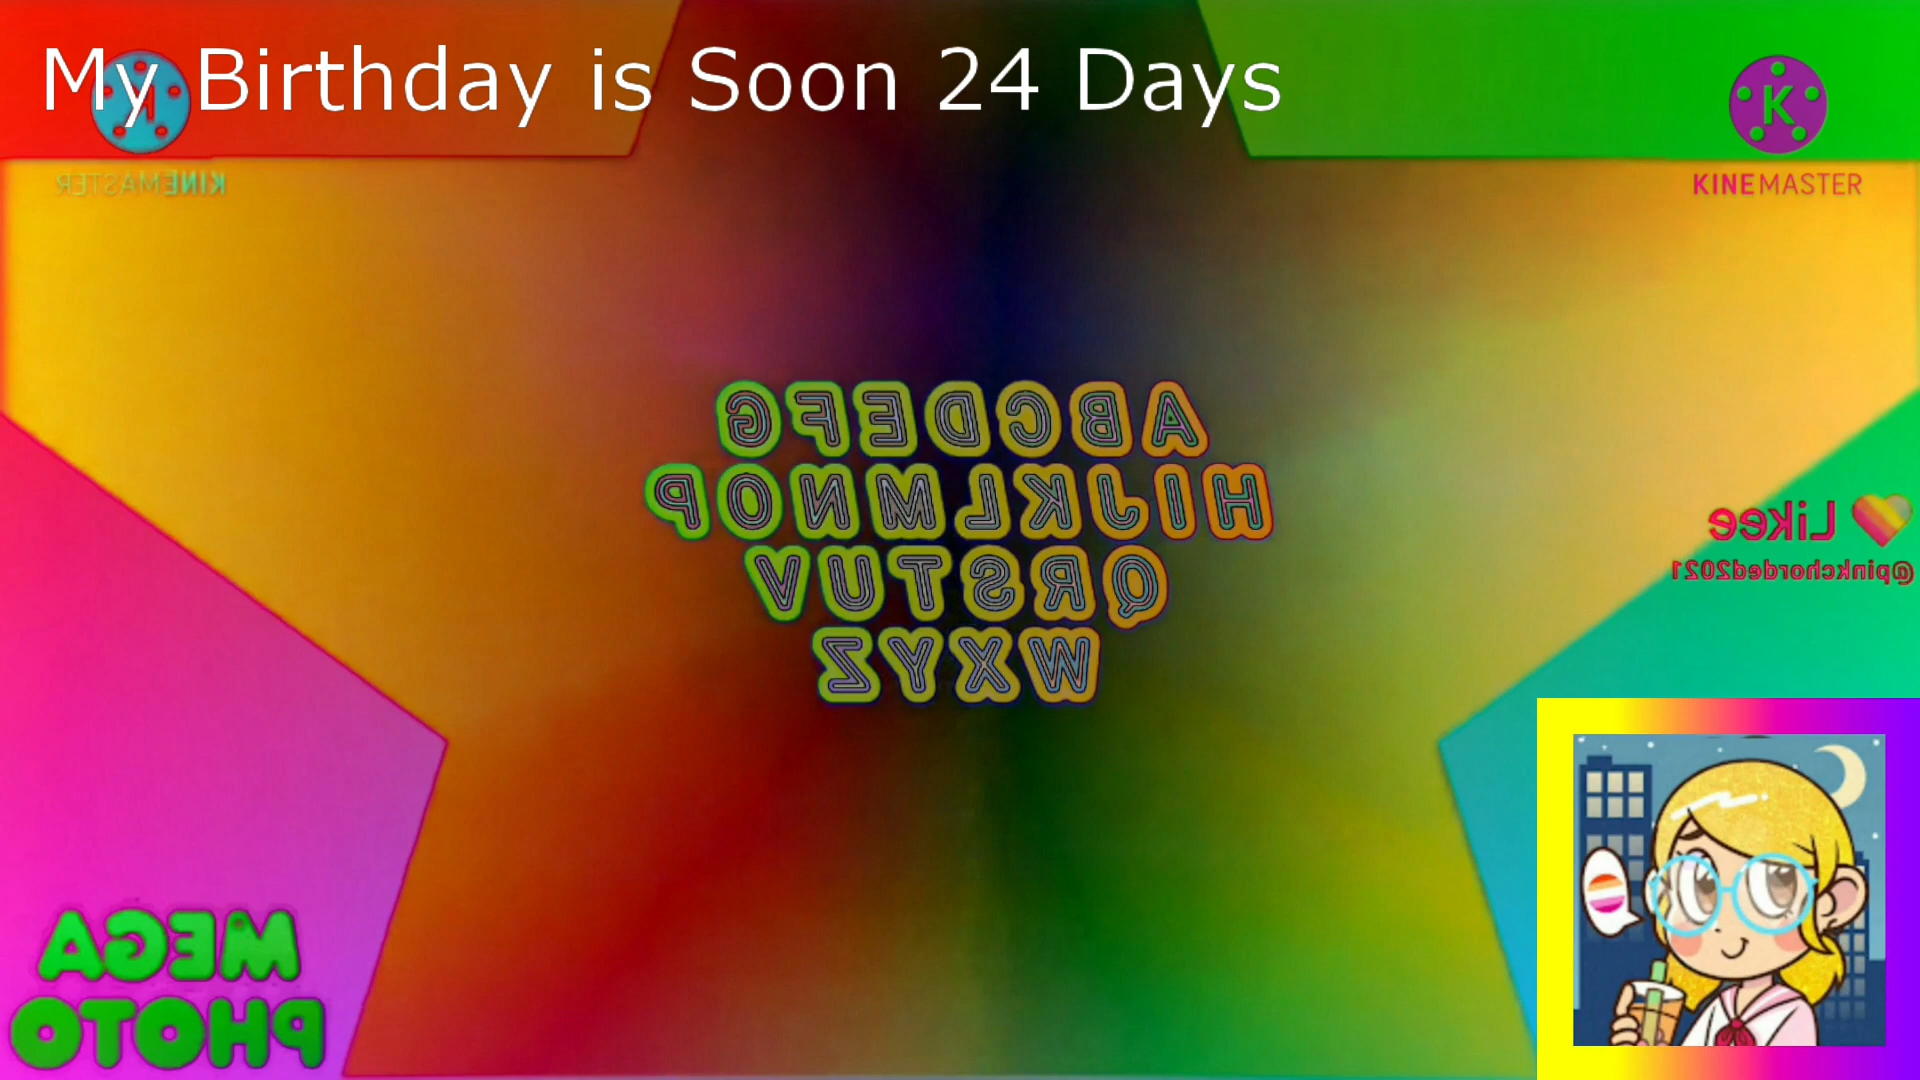 My Birthday is Soon 24 Days
K
KINEMASTER
K
KINEMASTER
ABCDEFG
HIJKLMNOP
QRSTUV
WXYZ
Likee
@pinkchorded2021
MEGA
PHOTO